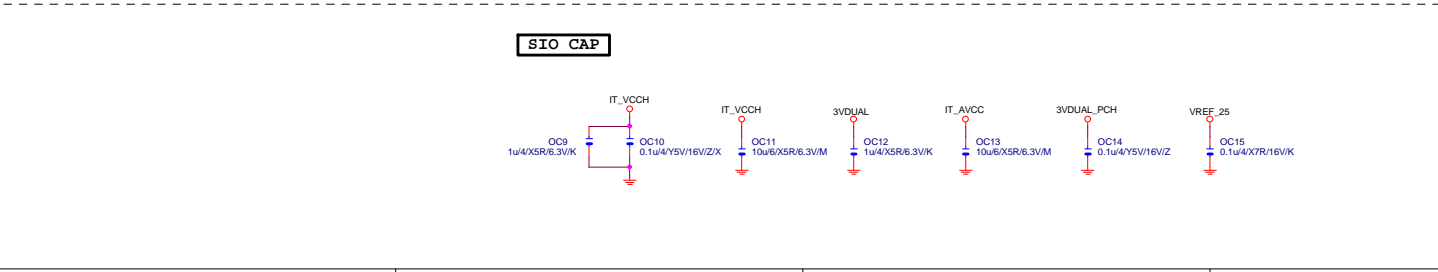 SIO CAP
IT_VCCH
IT_VCCH
3VDUAL
IT_AVCC
3VDUAL_PCH
VREF_25
OC9
1u/4/X5R/6.3V/K
OC10
0.1u/4/Y5V/16V/Z/X
OC11
10u/6/X5R/6.3V/M
OC12
1u/4/X5R/6.3V/K
OC13
10u/6/X5R/6.3V/M
OC14
0.1u/4/Y5V/16V/Z
OC15
0.1u/4/X7R/16V/K